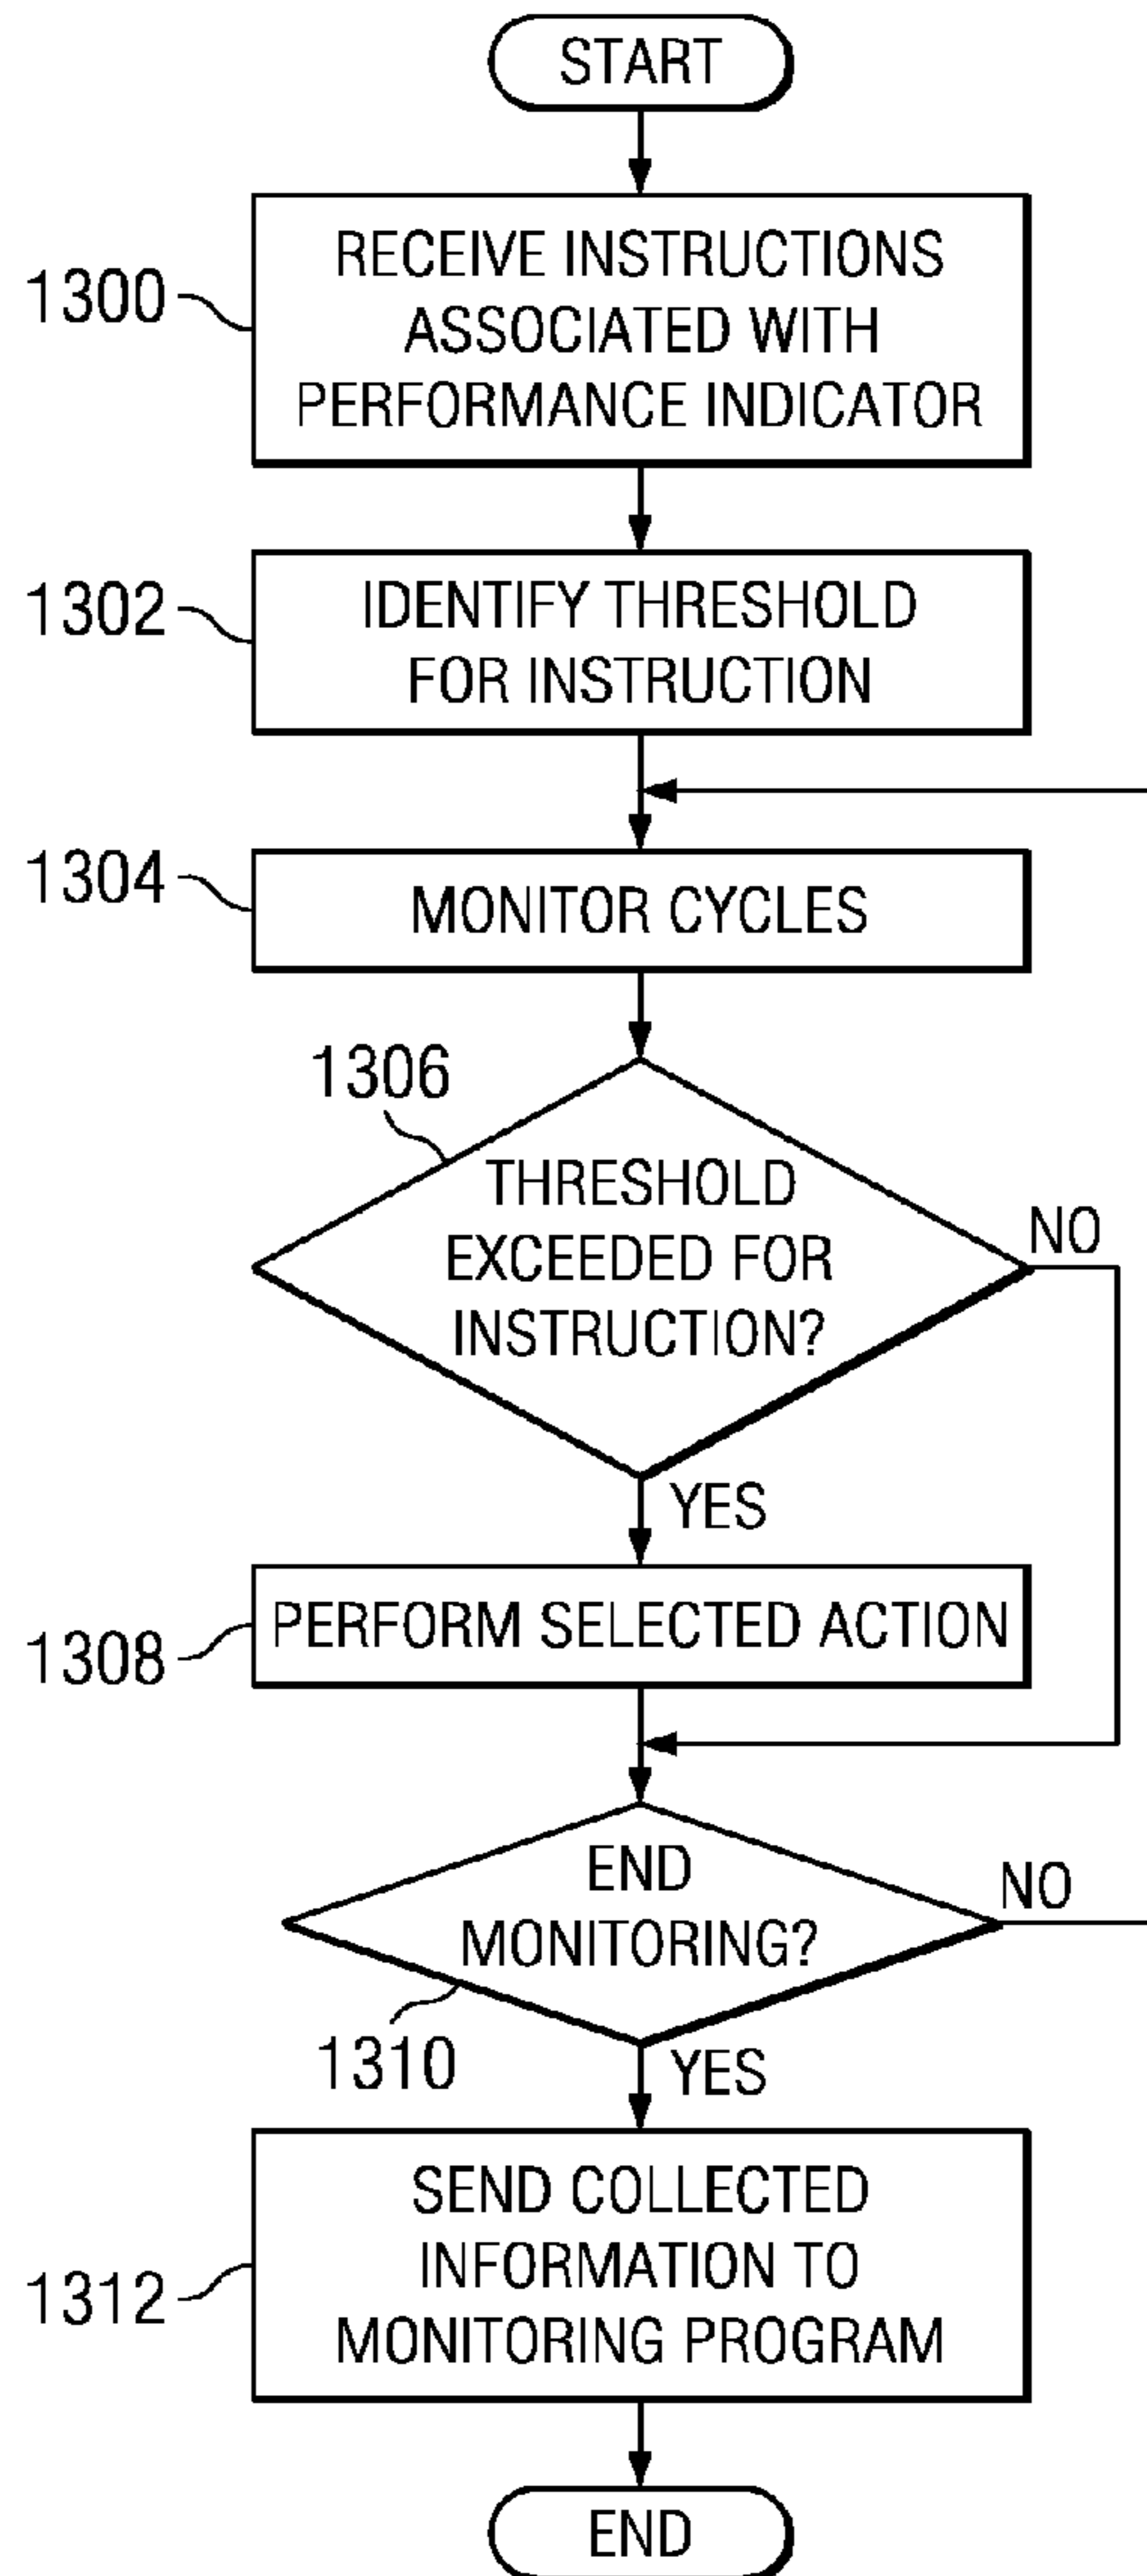 START
1300
RECEIVE INSTRUCTIONS
ASSOCIATED WITH
PERFORMANCE INDICATOR
1302
IDENTIFY THRESHOLD
FOR INSTRUCTION
1304
MONITOR CYCLES
1306
THRESHOLD
EXCEEDED FOR
INSTRUCTION?
NO
YES
1308
PERFORM SELECTED ACTION
END
MONITORING?
NO
1310
YES
1312
SEND COLLECTED
INFORMATION TO
MONITORING PROGRAM
END